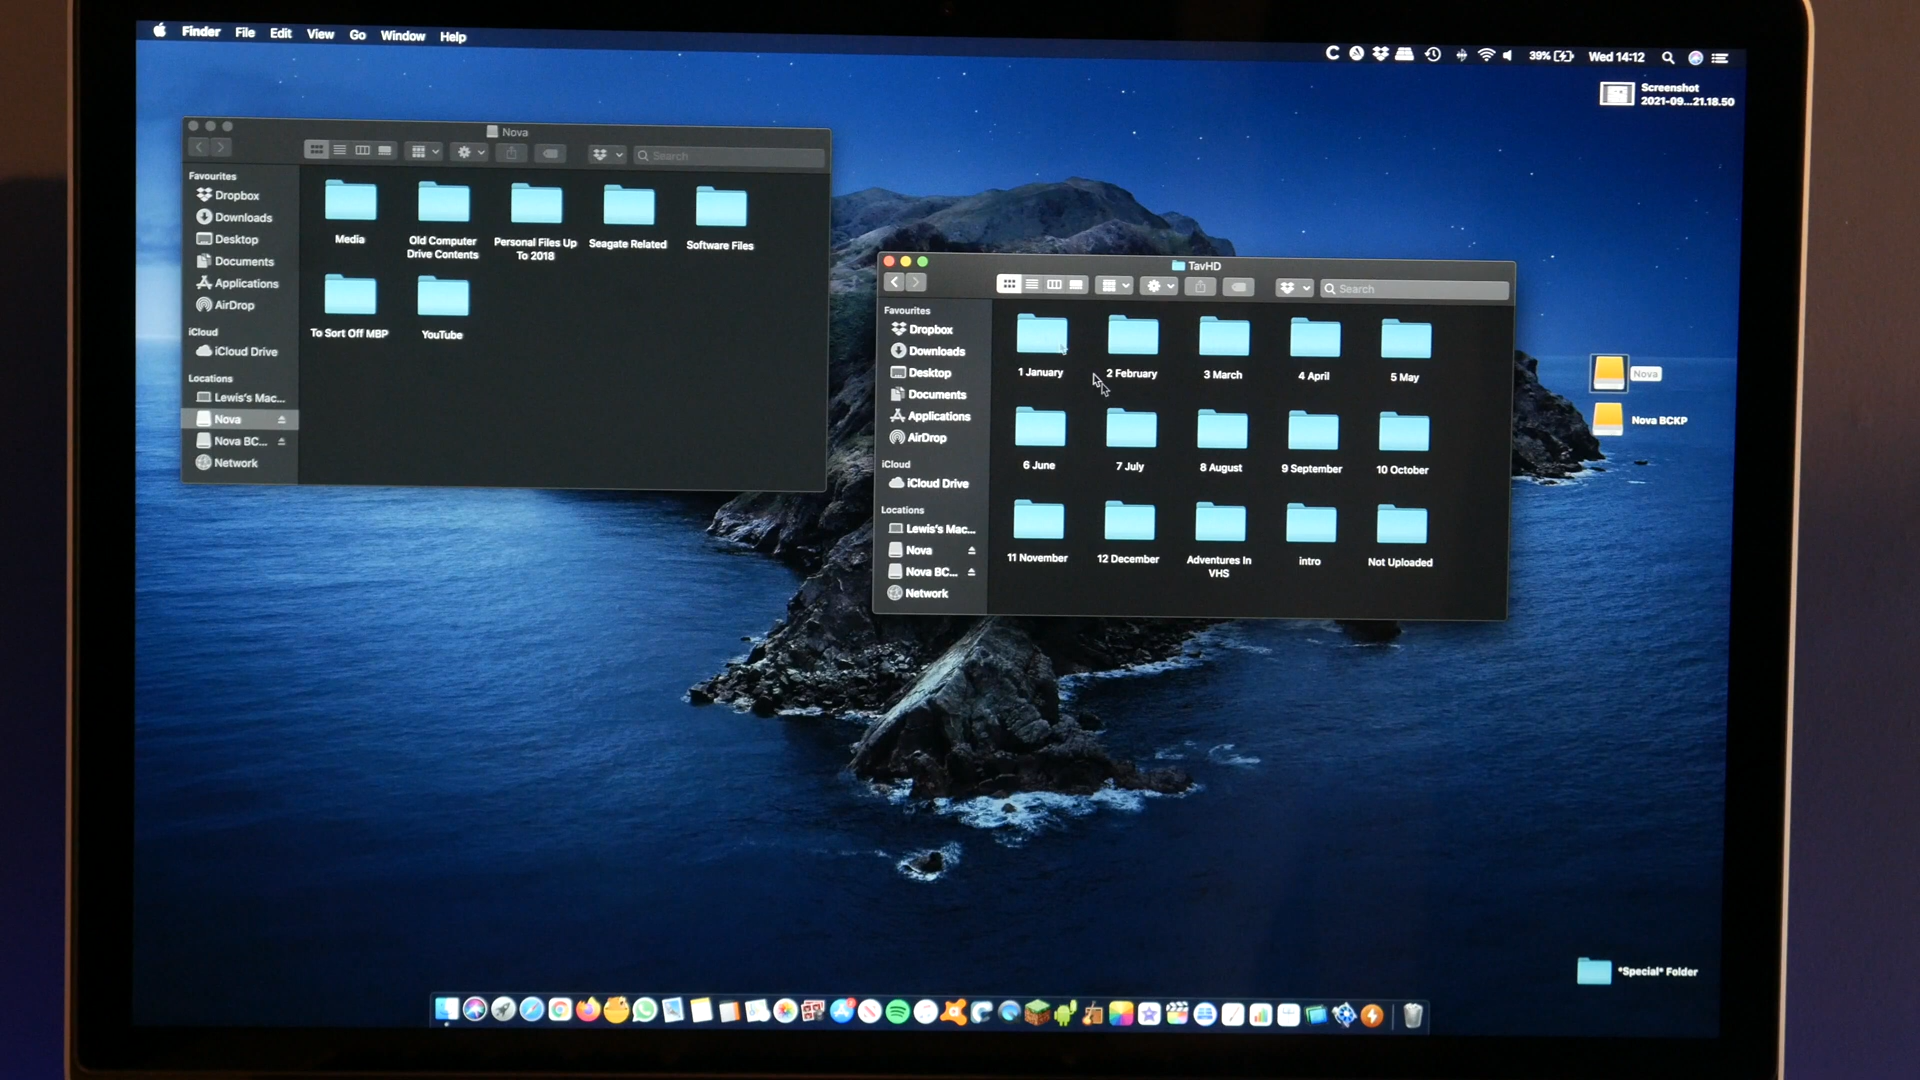 Finder File Edit View Go Window Help
39% Wed 14:12
Screenshot
2021-09...21.18.50
Nova
Search
Favourites
Dropbox
Downloads
Desktop
Documents
Applications
AirDrop
iCloud
iCloud Drive
Locations
Lewis's Mac...
Nova
Nova BC...
Network
Media
Old Computer
Drive Contents
Personal Files Up
To 2018
Seagate Related
Software Files
To Sort Off MBP
YouTube
TavHD
Search
Favourites
Dropbox
Downloads
Desktop
Documents
Applications
AirDrop
iCloud
iCloud Drive
Locations
Lewis's Mac...
Nova
Nova BC...
Network
1 January
2 February
3 March
4 April
5 May
6 June
7 July
8 August
9 September
10 October
11 November
12 December
Adventures In
VHS
intro
Not Uploaded
Nova
Nova BCKP
*Special* Folder